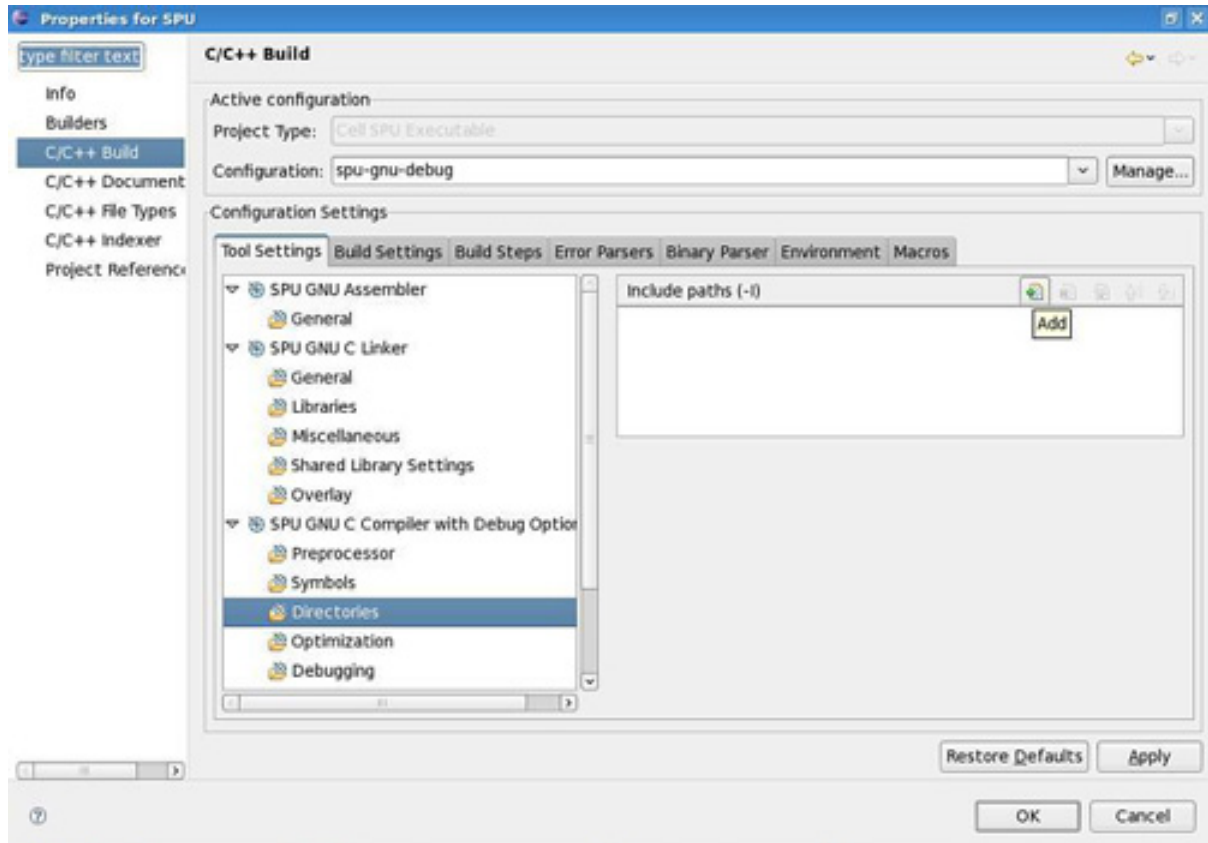 Properties for SPU
type filter text
Info
Builders
C/C++ Build
C/C++ Document
C/C++ File Types
C/C++ Indexer
Project Referenc
C/C++ Build
Active configuration
Project Type: Cell SPU Executable
Configuration: spu-gnu-debug Manage...
Configuration Settings
Tool Settings Build Settings Build Steps Error Parsers Binary Parser Environment Macros
SPU GNU Assembler
General
SPU GNU C Linker
General
Libraries
Miscellaneous
Shared Library Settings
Overlay
SPU GNU C Compiler with Debug Option
Preprocessor
Symbols
Directories
Optimization
Debugging
Include paths (-I)
Add
Restore Defaults Apply
OK Cancel